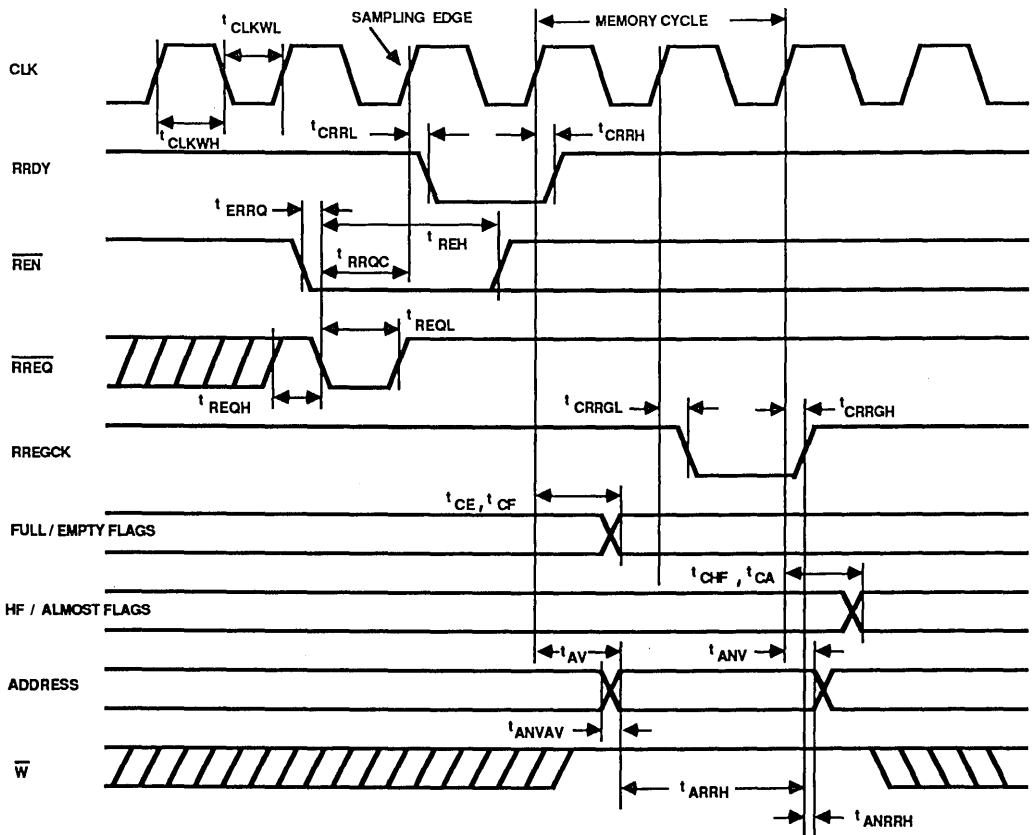 SAMPLING EDGE
MEMORY CYCLE
t CLKWL
CLK
t CLKWH
t CRRL
t CRRH
RRDY
t ERRQ
t REH
REN
t RRQC
t REQL
RREQ
t REQH
t CRRGL
t CRRGH
RREGCK
t CE , t CF
FULL / EMPTY FLAGS
t CHF , t CA
HF / ALMOST FLAGS
t AV
t ANV
ADDRESS
t ANVAV
W
t ARRH
t ANRRH